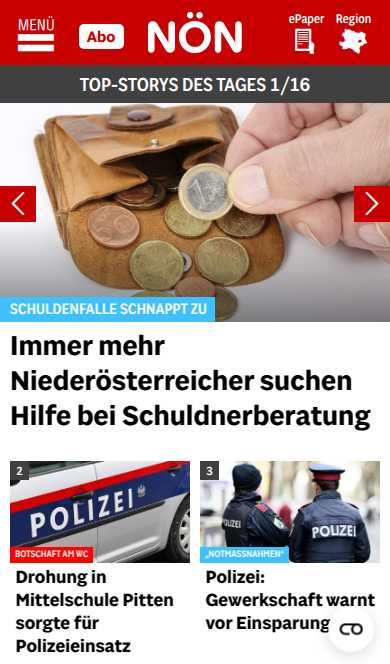 MENÜ
Abo
NÖN
ePaper
Region
TOP-STORYS DES TAGES 1/16
SCHULDENFALLE SCHNAPPT ZU
Immer mehr
Niederösterreicher suchen
Hilfe bei Schuldnerberatung
2
POLIZEI
BOTSCHAFT AM WC
Drohung in
Mittelschule Pitten
sorgte für
Polizeieinsatz
3
POLIZEI
POLIZEI
„NOTMASSNAHMEN“
Polizei:
Gewerkschaft warnt
vor Einsparung